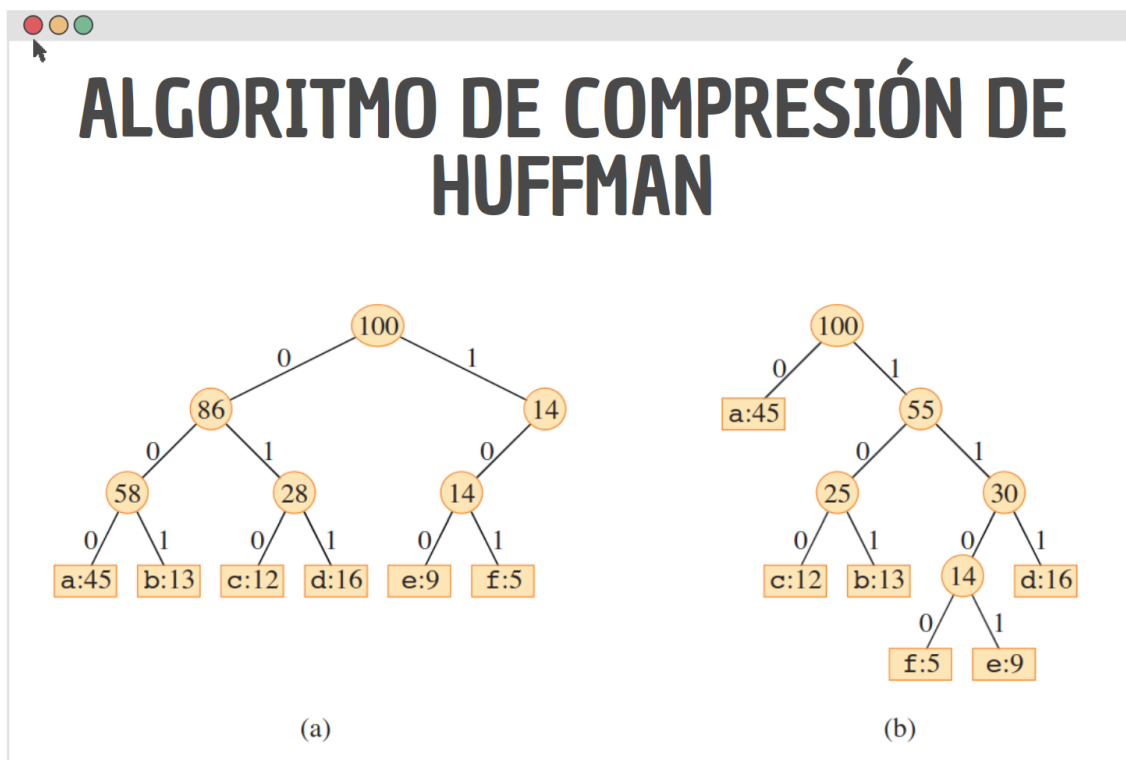 ALGORITMO DE COMPRESIÓN DE
HUFFMAN
100
0 1
86 14
0 1 0
58 28 14
0 1 0 1 0 1
a:45 b:13 c:12 d:16 e:9 f:5
(a)
100
0 1
a:45 55
0 1
25 30
0 1 0 1
c:12 b:13 14 d:16
0 1
f:5 e:9
(b)